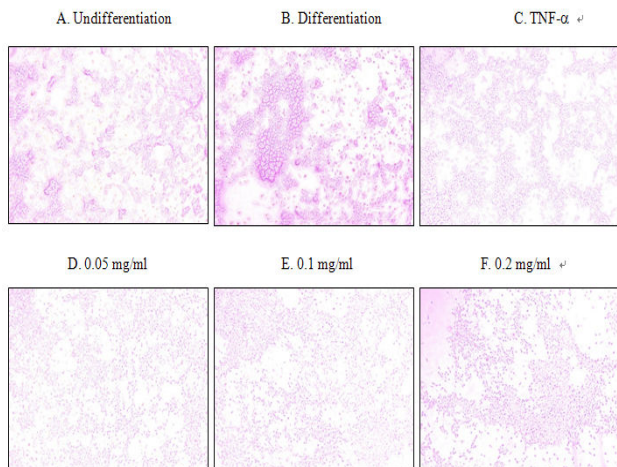 A. Undifferentiation
B. Differentiation
C. TNF-α ↵
D. 0.05 mg/ml
E. 0.1 mg/ml
F. 0.2 mg/ml ↵